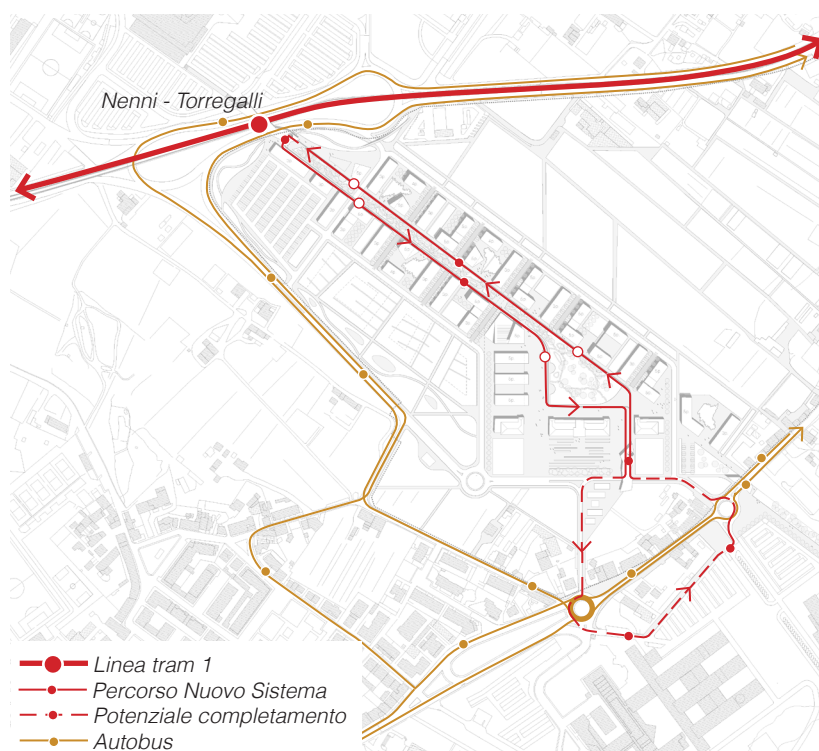 Nenni - Torregalli
Linea tram 1
Percorso Nuovo Sistema
Potenziale completamento
Autobus